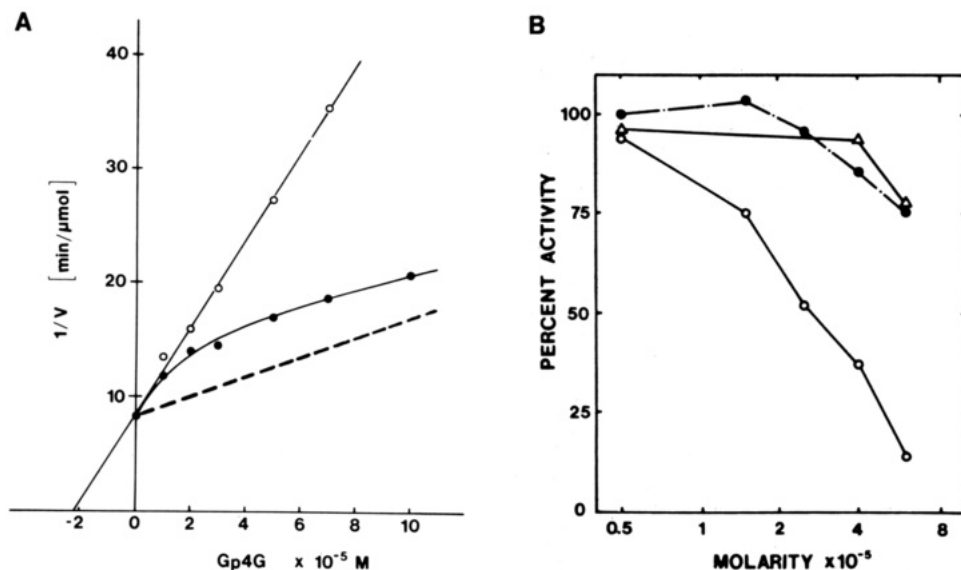 A
40
30
20
10
1/V [min/μmol]
-2 0 2 4 6 8 10
Gp4G x 10⁻⁵ M
B
100
75
50
25
0
PERCENT ACTIVITY
0.5 1 2 4 8
MOLARITY x10⁻⁵